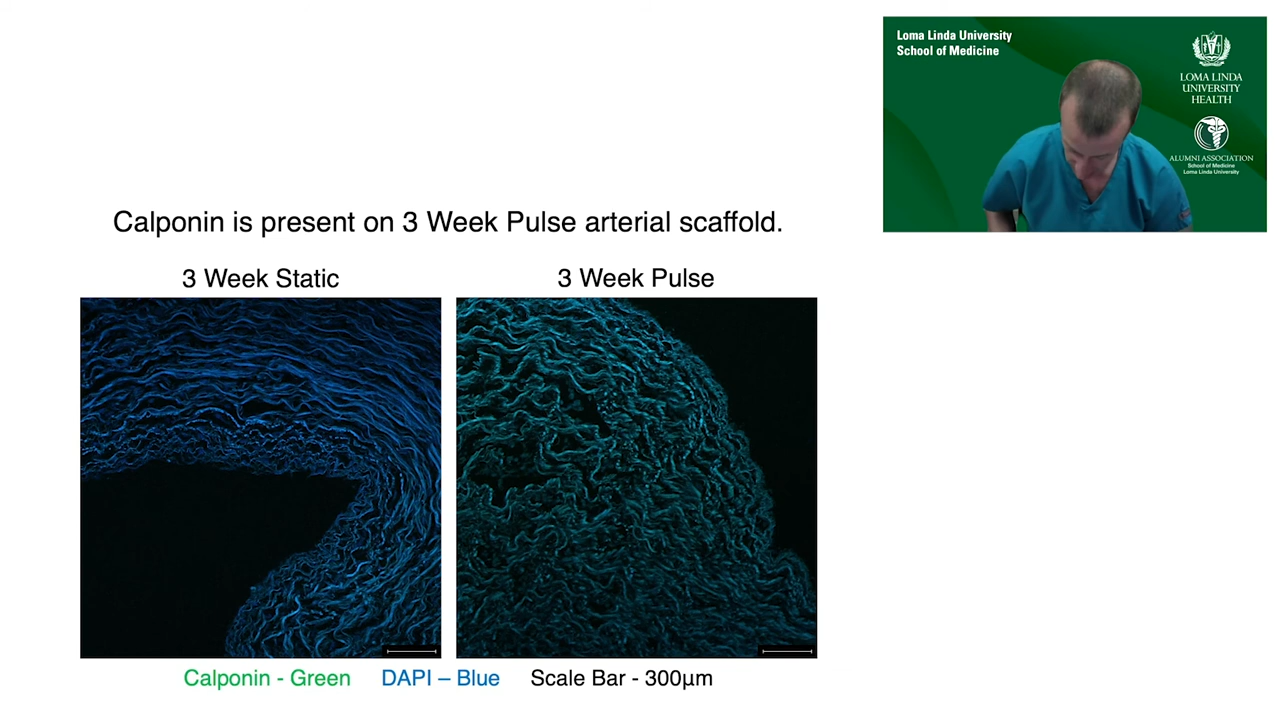 Loma Linda University
School of Medicine
LOMA LINDA
UNIVERSITY
HEALTH
ALUMNI ASSOCIATION
School of Medicine
Loma Linda University
Calponin is present on 3 Week Pulse arterial scaffold.
3 Week Static
3 Week Pulse
Calponin - Green DAPI – Blue Scale Bar - 300µm